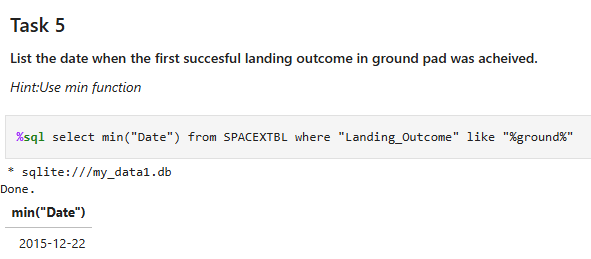 Task 5
List the date when the first succesful landing outcome in ground pad was acheived.
Hint:Use min function
%sql select min("Date") from SPACEXTBL where "Landing_Outcome" like "%ground%"
* sqlite:///my_data1.db
Done.
min("Date")
2015-12-22